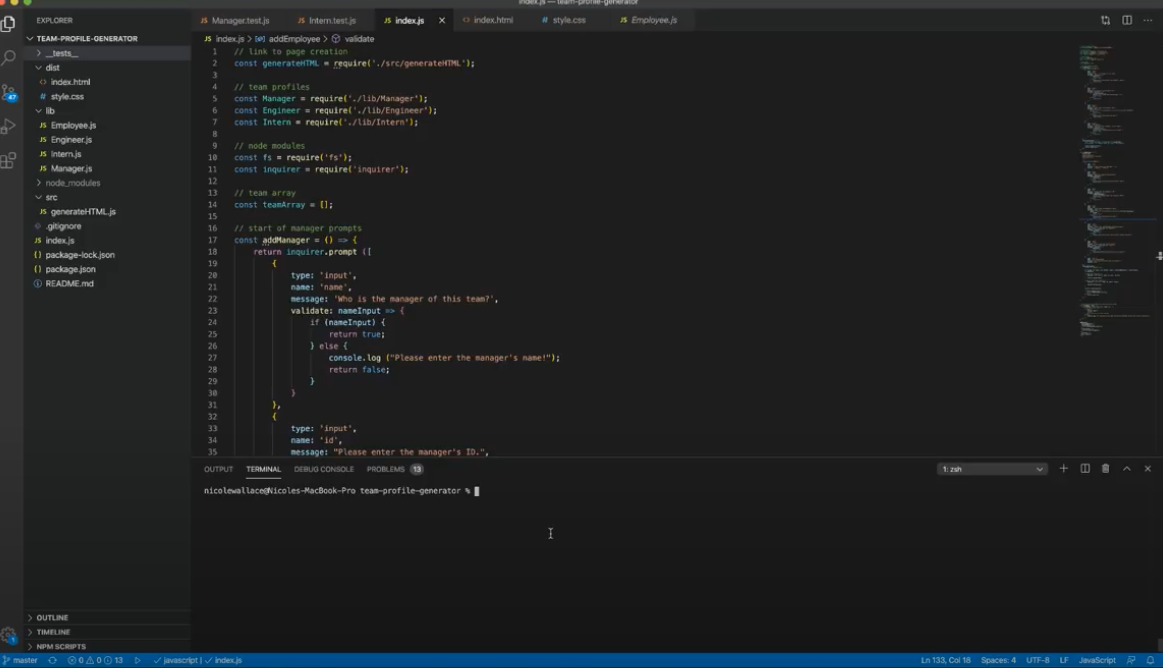 index.js — team-profile-generator
EXPLORER
TEAM-PROFILE-GENERATOR
__tests__
dist
index.html
style.css
lib
Employee.js
Engineer.js
Intern.js
Manager.js
node_modules
src
generateHTML.js
.gitignore
index.js
package-lock.json
package.json
README.md
OUTLINE
TIMELINE
NPM SCRIPTS
Manager.test.js
Intern.test.js
index.js
index.html
style.css
Employee.js
index.js > addEmployee > validate
1 // link to page creation
2 const generateHTML = require('./src/generateHTML');
3
4 // team profiles
5 const Manager = require('./lib/Manager');
6 const Engineer = require('./lib/Engineer');
7 const Intern = require('./lib/Intern');
8
9 // node modules
10 const fs = require('fs');
11 const inquirer = require('inquirer');
12
13 // team array
14 const teamArray = [];
15
16 // start of manager prompts
17 const addManager = () => {
18 return inquirer.prompt ([
19 {
20 type: 'input',
21 name: 'name',
22 message: 'Who is the manager of this team?',
23 validate: nameInput => {
24 if (nameInput) {
25 return true;
26 } else {
27 console.log ("Please enter the manager's name!");
28 return false;
29 }
30 }
31 },
32 {
33 type: 'input',
34 name: 'id',
35 message: "Please enter the manager's ID.",
OUTPUT TERMINAL DEBUG CONSOLE PROBLEMS 13
1: zsh
nicolewallace@Nicoles-MacBook-Pro team-profile-generator %
master 0 0 13 javascript | index.js Ln 133, Col 18 Spaces: 4 UTF-8 LF JavaScript